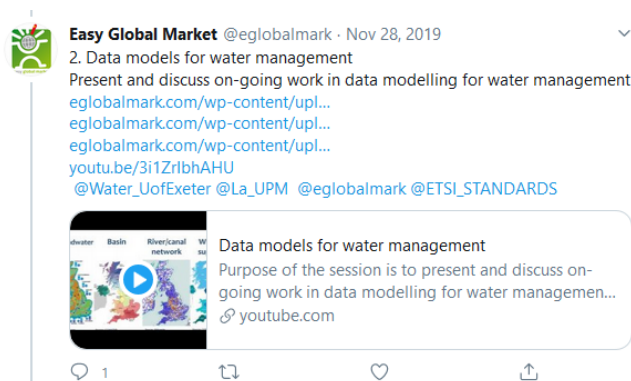 Easy Global Market @eglobalmark · Nov 28, 2019
2. Data models for water management
Present and discuss on-going work in data modelling for water management
eglobalmark.com/wp-content/upl...
eglobalmark.com/wp-content/upl...
eglobalmark.com/wp-content/upl...
youtu.be/3i1ZrIbhAHU
@Water_UofExeter @La_UPM @eglobalmark @ETSI_STANDARDS
dwater Basin River/canal W
network su
Data models for water management
Purpose of the session is to present and discuss on-
going work in data modelling for water managemen...
youtube.com
1